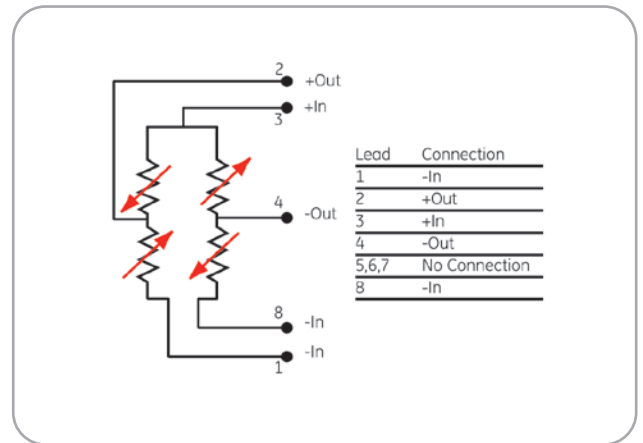 2
+Out
+In
3
4
-Out
8
-In
-In
1
Lead Connection
1 -In
2 +Out
3 +In
4 -Out
5,6,7 No Connection
8 -In